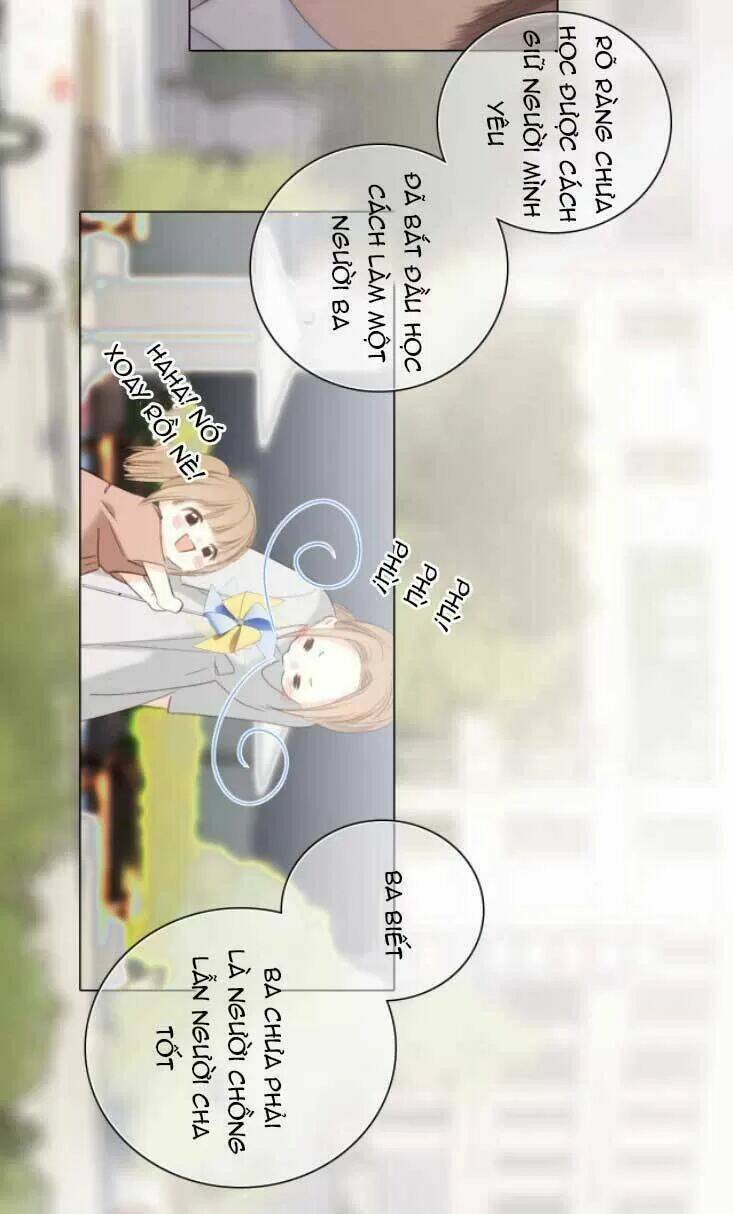 RÕ RÀNG CHƯA
HỌC ĐƯỢC CÁCH
GIỮ NGƯỜI MÌNH
YÊU
ĐÃ BẮT ĐẦU HỌC
CÁCH LÀM MỘT
NGƯỜI BA
HAHA! NÓ
XOAY RỒI NÈ!
PHÙ!
PHÙ
PHÙ!
BA BIẾT
BA CHƯA PHẢI
LÀ NGƯỜI CHỒNG
LẪN NGƯỜI CHA
TỐT